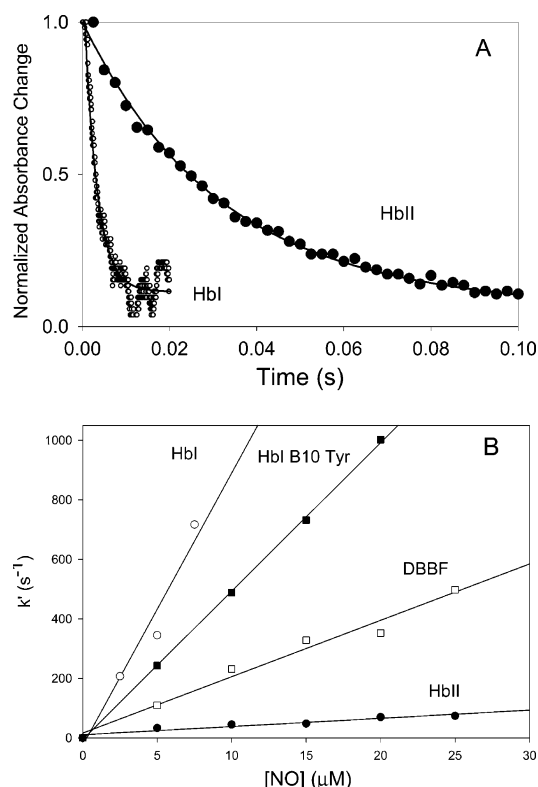 A
Normalized Absorbance Change
1.0
0.5
0.0
HbII
HbI
0.00 0.02 0.04 0.06 0.08 0.10
Time (s)
B
k' (s⁻¹)
1000
800
600
400
200
0
HbI
HbI B10 Tyr
DBBF
HbII
0 5 10 15 20 25 30
[NO] (μM)